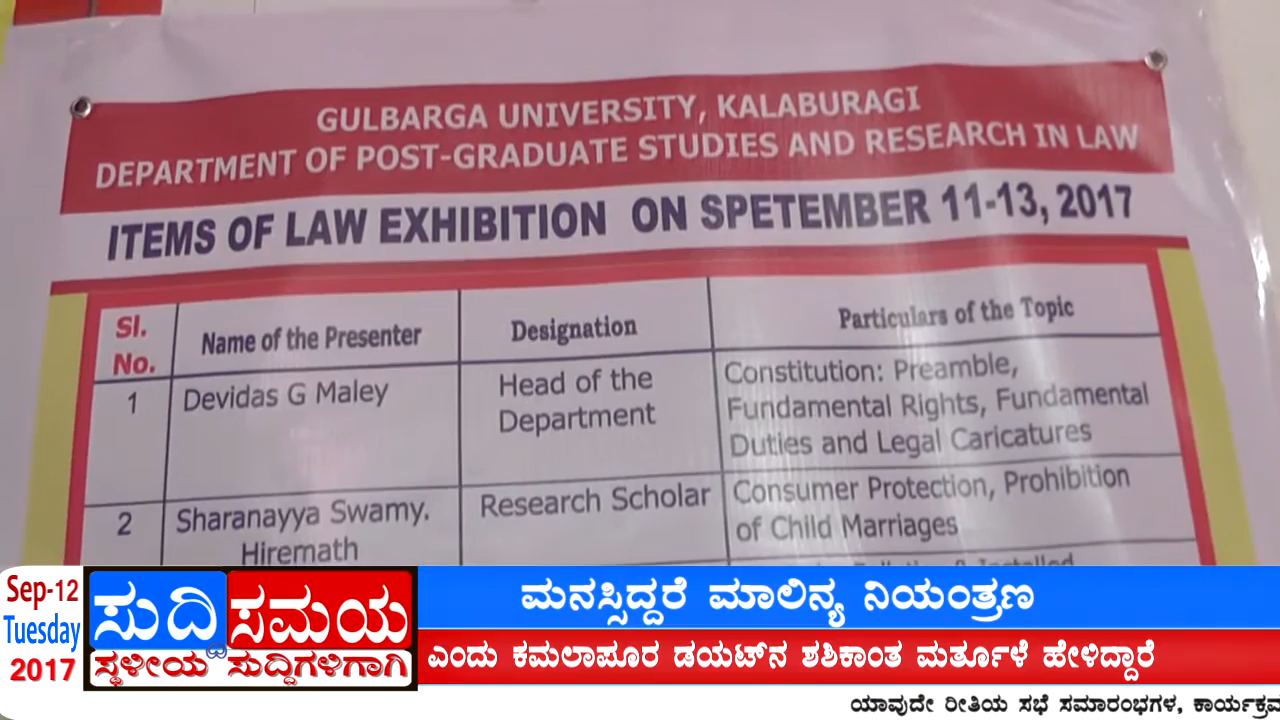 GULBARGA UNIVERSITY, KALABURAGI
DEPARTMENT OF POST-GRADUATE STUDIES AND RESEARCH IN LAW
ITEMS OF LAW EXHIBITION ON SPETEMBER 11-13, 2017
Sl. No. Name of the Presenter Designation Particulars of the Topic
1 Devidas G Maley Head of the Department Constitution: Preamble, Fundamental Rights, Fundamental Duties and Legal Caricatures
2 Sharanayya Swamy. Hiremath Research Scholar Consumer Protection, Prohibition of Child Marriages
Sep-12
Tuesday
2017
ಸುದ್ದಿ ಸಮಯ
ಸ್ಥಳೀಯ ಸುದ್ದಿಗಳಿಗಾಗಿ
ಮನಸ್ಸಿದ್ದರೆ ಮಾಲಿನ್ಯ ನಿಯಂತ್ರಣ
ಎಂದು ಕಮಲಾಪೂರ ಡಯಟ್‌ನ ಶಶಿಕಾಂತ ಮರ್ತೂಳೆ ಹೇಳಿದ್ದಾರೆ
ಯಾವುದೇ ರೀತಿಯ ಸಭೆ ಸಮಾರಂಭಗಳ, ಕಾರ್ಯಕ್ರಮ